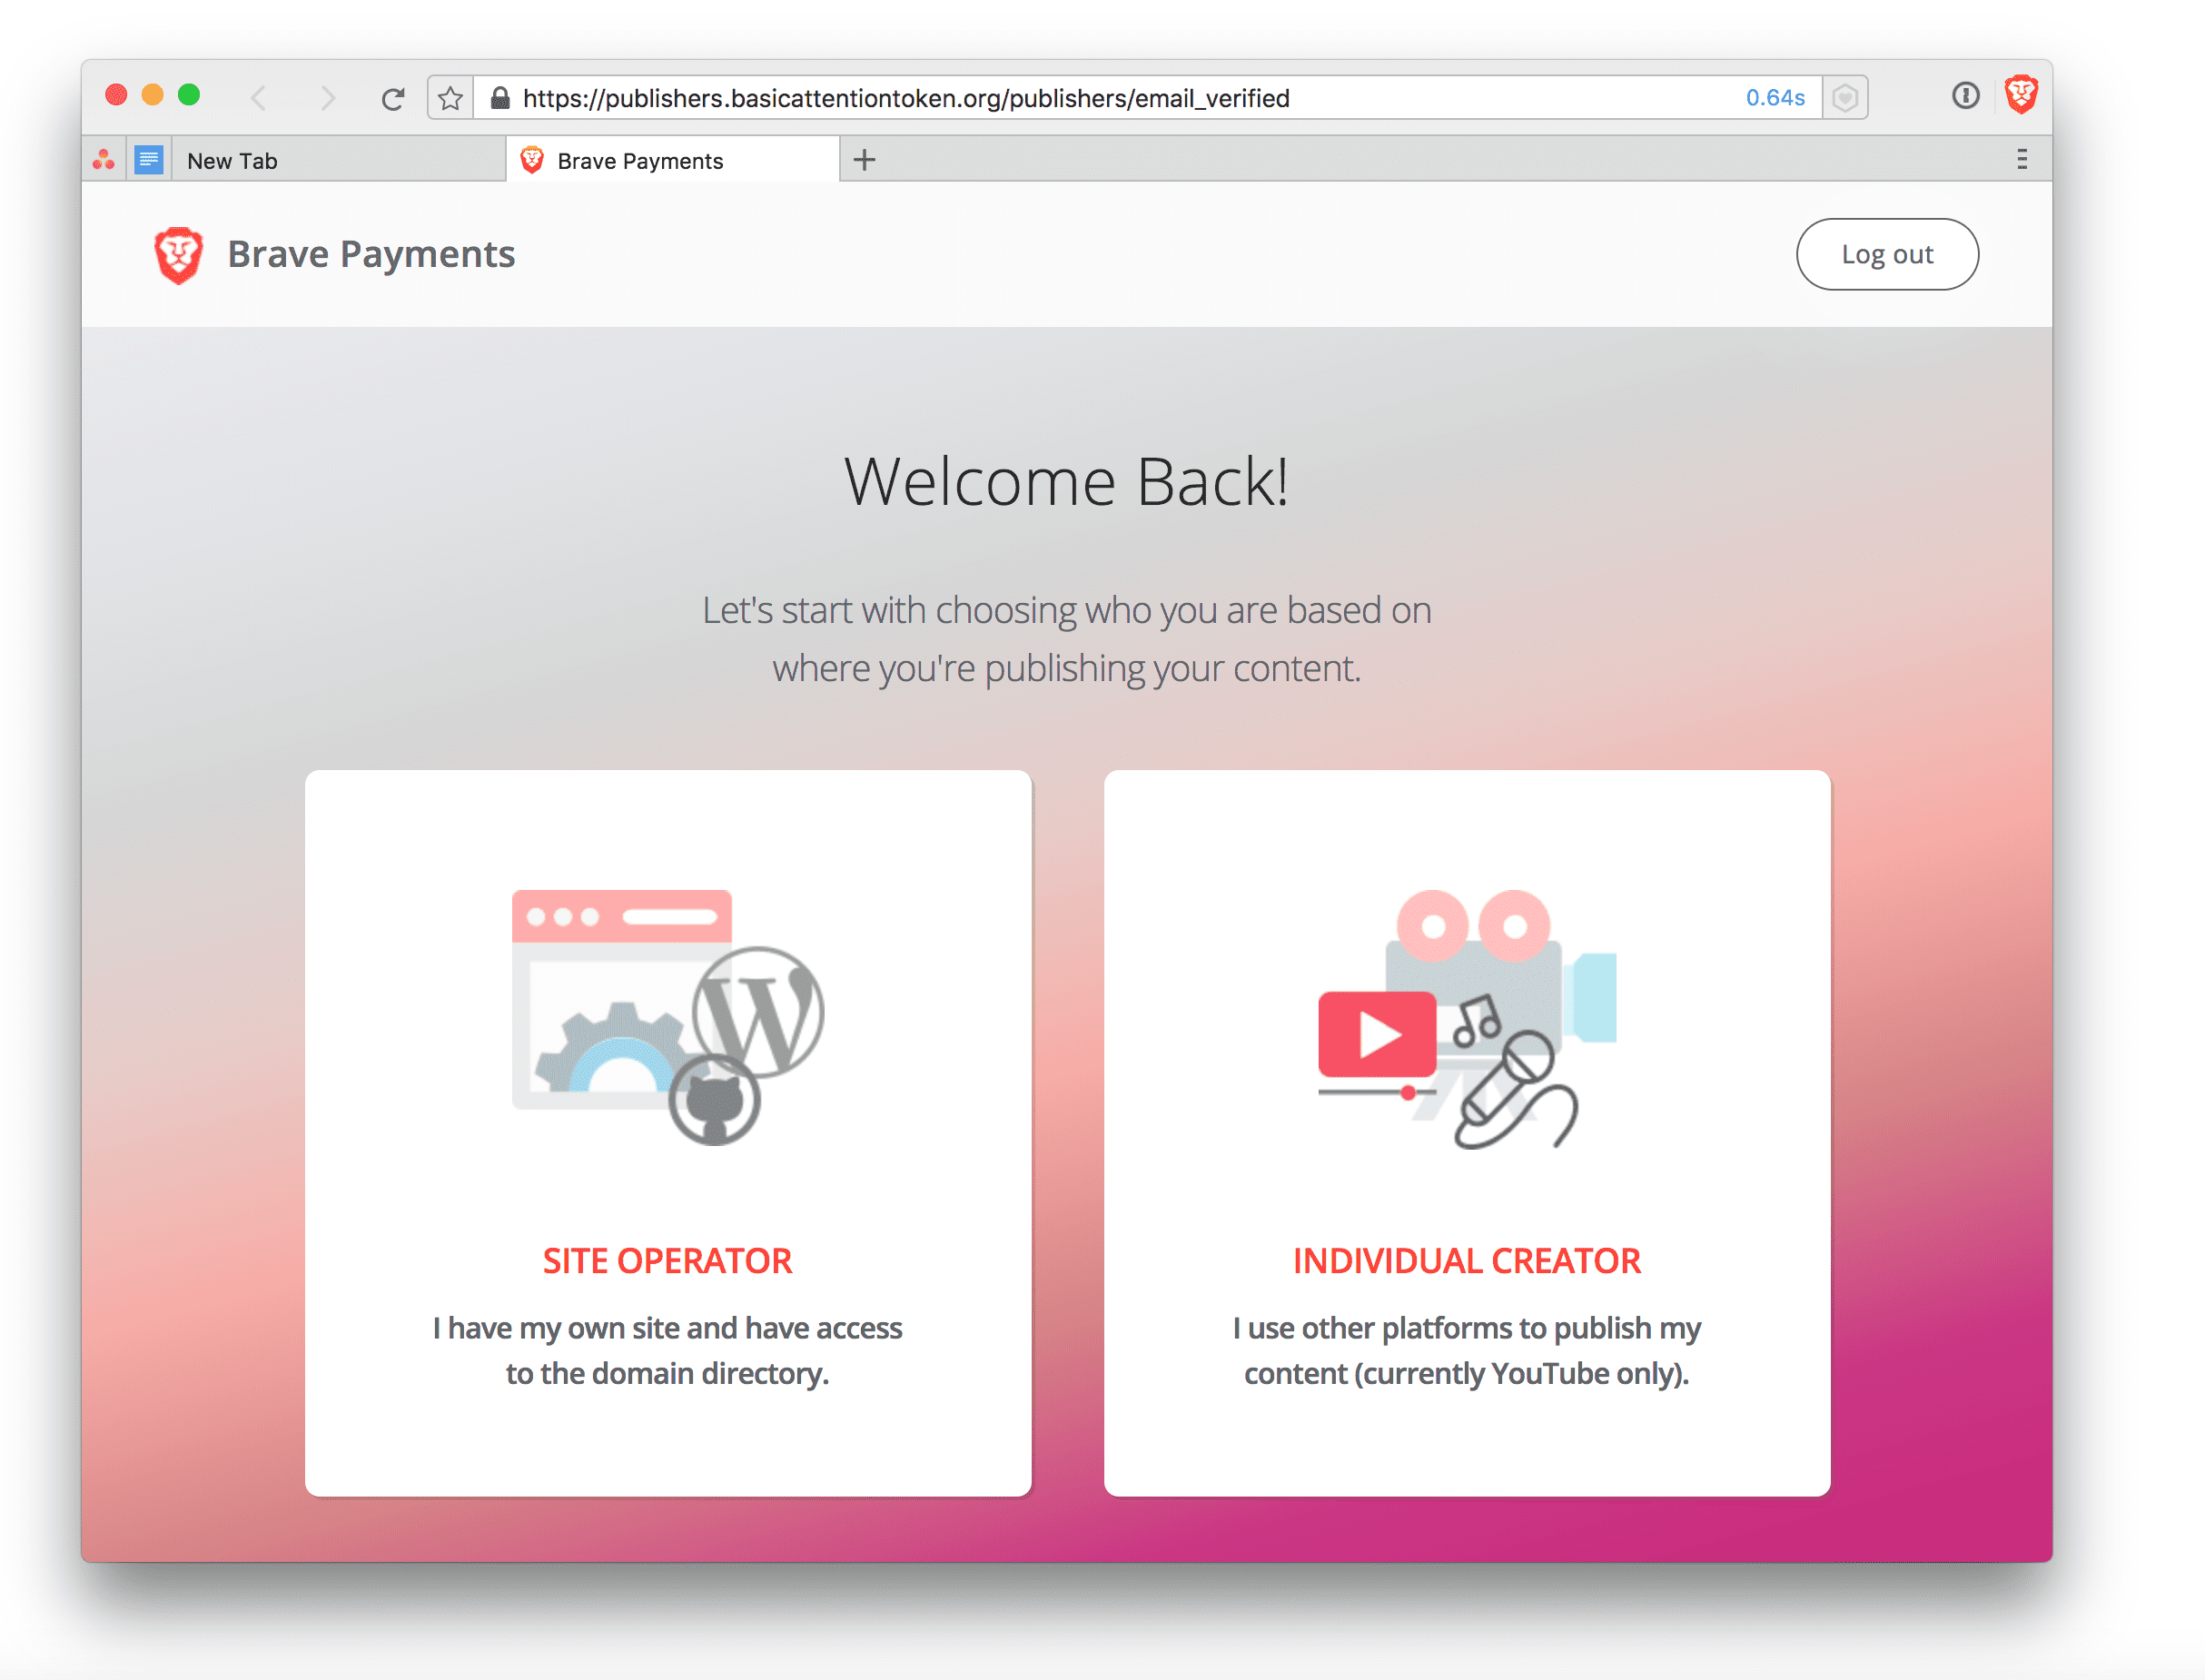 https://publishers.basicattentiontoken.org/publishers/email_verified
0.64s
New Tab
Brave Payments
Brave Payments
Log out
Welcome Back!
Let's start with choosing who you are based on
where you're publishing your content.
SITE OPERATOR
I have my own site and have access
to the domain directory.
INDIVIDUAL CREATOR
I use other platforms to publish my
content (currently YouTube only).